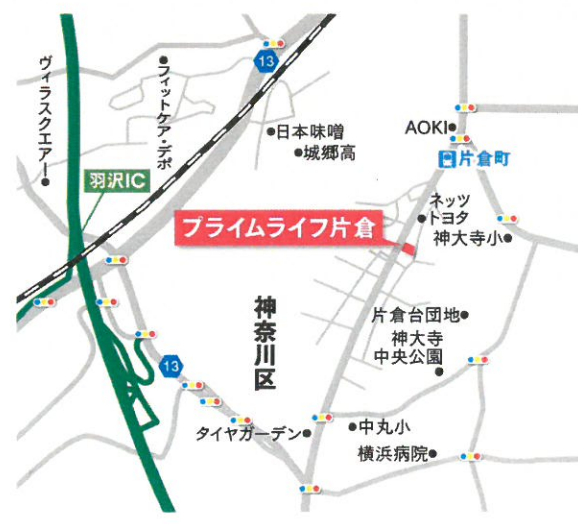 13
ヴィラスクエアー
フィットケア・デポ
日本味噌
城郷高
AOKI
片倉町
羽沢IC
ネッツ
トヨタ
神大寺小
プライムライフ片倉
神奈川区
片倉台団地
神大寺
中央公園
13
タイヤガーデン
中丸小
横浜病院